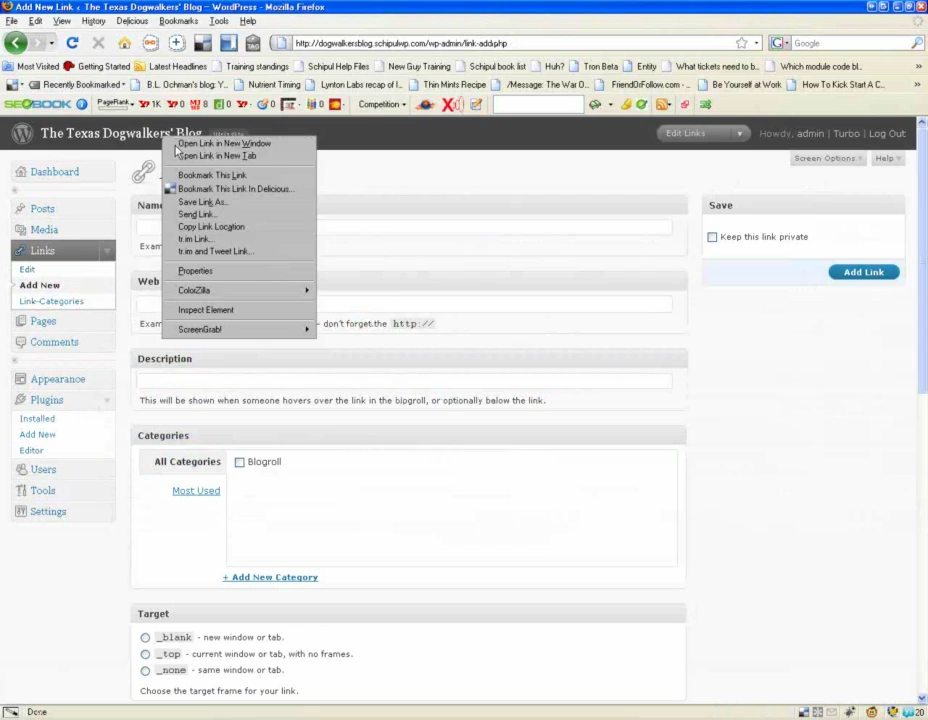 Add New Link ‹ The Texas Dogwalkers' Blog — WordPress - Mozilla Firefox
File Edit View History Delicious Bookmarks Tools Help
http://dogwalkersblog.schipulwp.com/wp-admin/link-add.php
Google
Most Visited Getting Started Latest Headlines Training standings Schipul Help Files New Guy Training Schipul book list Huh? Tron Beta Entity What tickets need to b... Which module code bl...
Recently Bookmarked B.L. Ochman's blog: Y... Nutrient Timing Lynton Labs recap of I... Thin Mints Recipe /Message: The War O... FriendOrFollow.com - ... Be Yourself at Work How To Kick Start A C...
SEOBOOK PageRank 1K 0 8 0 0 0 Competition
The Texas Dogwalkers' Blog
Edit Links Howdy, admin | Turbo | Log Out
Screen Options Help
Open Link in New Window
Open Link in New Tab
Bookmark This Link
Bookmark This Link In Delicious...
Save Link As...
Send Link...
Copy Link Location
tr.im Link...
tr.im and Tweet Link...
Properties
ColorZilla
Inspect Element
ScreenGrab!
Dashboard
Posts
Media
Links
Edit
Add New
Link-Categories
Pages
Comments
Appearance
Plugins
Installed
Add New
Editor
Users
Tools
Settings
Name
Exam
Web
Exam - don't forget the http://
Description
This will be shown when someone hovers over the link in the blogroll, or optionally below the link.
Categories
All Categories Blogroll
Most Used
+ Add New Category
Target
_blank - new window or tab.
_top - current window or tab, with no frames.
_none - same window or tab.
Choose the target frame for your link.
Save
Keep this link private
Add Link
Done
20